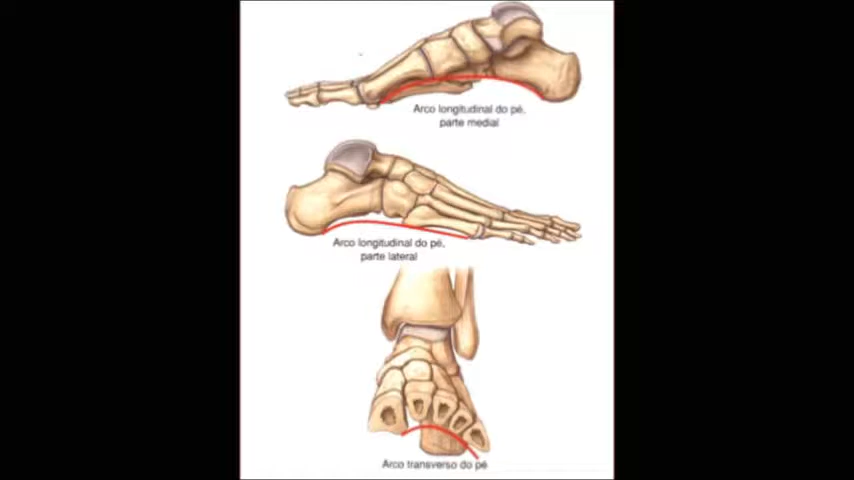 Arco longitudinal do pé,
parte medial
Arco longitudinal do pé,
parte lateral
Arco transverso do pé